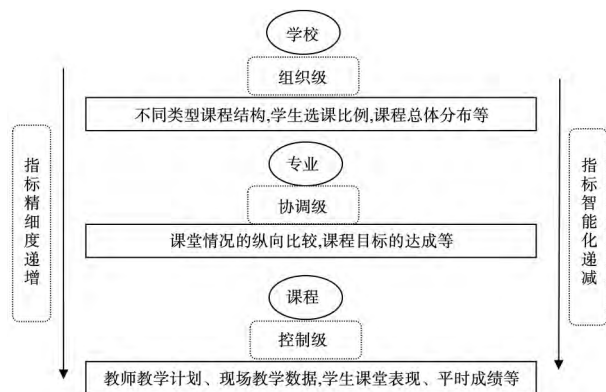 学校
组织级
不同类型课程结构,学生选课比例,课程总体分布等
专业
协调级
课堂情况的纵向比较,课程目标的达成等
课程
控制级
教师教学计划、现场教学数据,学生课堂表现、平时成绩等
指标精细度递增
指标智能化递减